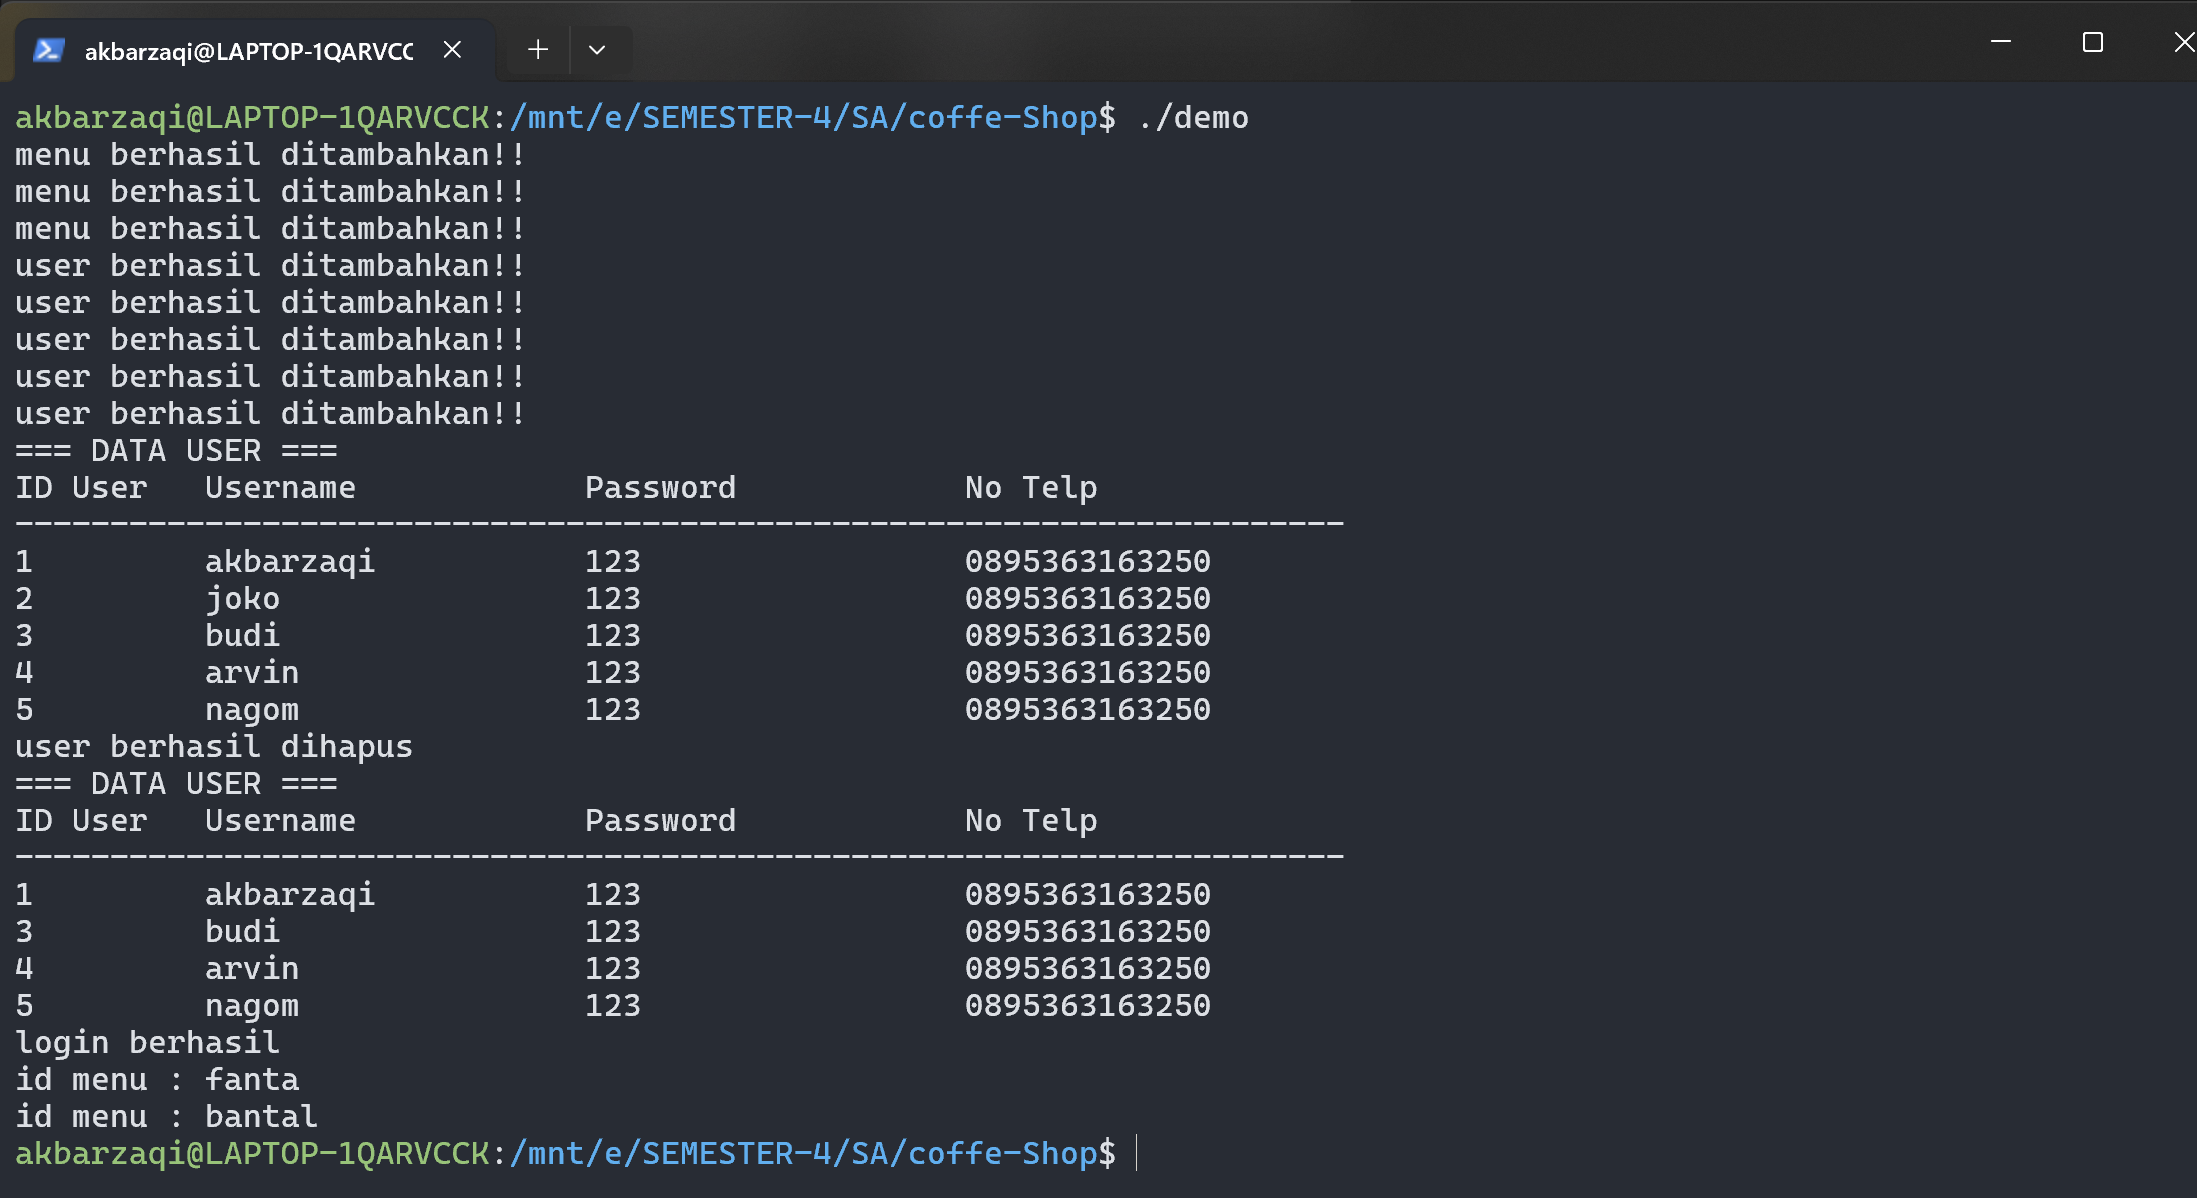 akbarzaqi@LAPTOP-1QARVCC
akbarzaqi@LAPTOP-1QARVCCK:/mnt/e/SEMESTER-4/SA/coffe-Shop$ ./demo
menu berhasil ditambahkan!!
menu berhasil ditambahkan!!
menu berhasil ditambahkan!!
user berhasil ditambahkan!!
user berhasil ditambahkan!!
user berhasil ditambahkan!!
user berhasil ditambahkan!!
user berhasil ditambahkan!!
=== DATA USER ===
ID User   Username            Password            No Telp
----------------------------------------------------------------------
1         akbarzaqi           123                 0895363163250
2         joko                123                 0895363163250
3         budi                123                 0895363163250
4         arvin               123                 0895363163250
5         nagom               123                 0895363163250
user berhasil dihapus
=== DATA USER ===
ID User   Username            Password            No Telp
----------------------------------------------------------------------
1         akbarzaqi           123                 0895363163250
3         budi                123                 0895363163250
4         arvin               123                 0895363163250
5         nagom               123                 0895363163250
login berhasil
id menu : fanta
id menu : bantal
akbarzaqi@LAPTOP-1QARVCCK:/mnt/e/SEMESTER-4/SA/coffe-Shop$